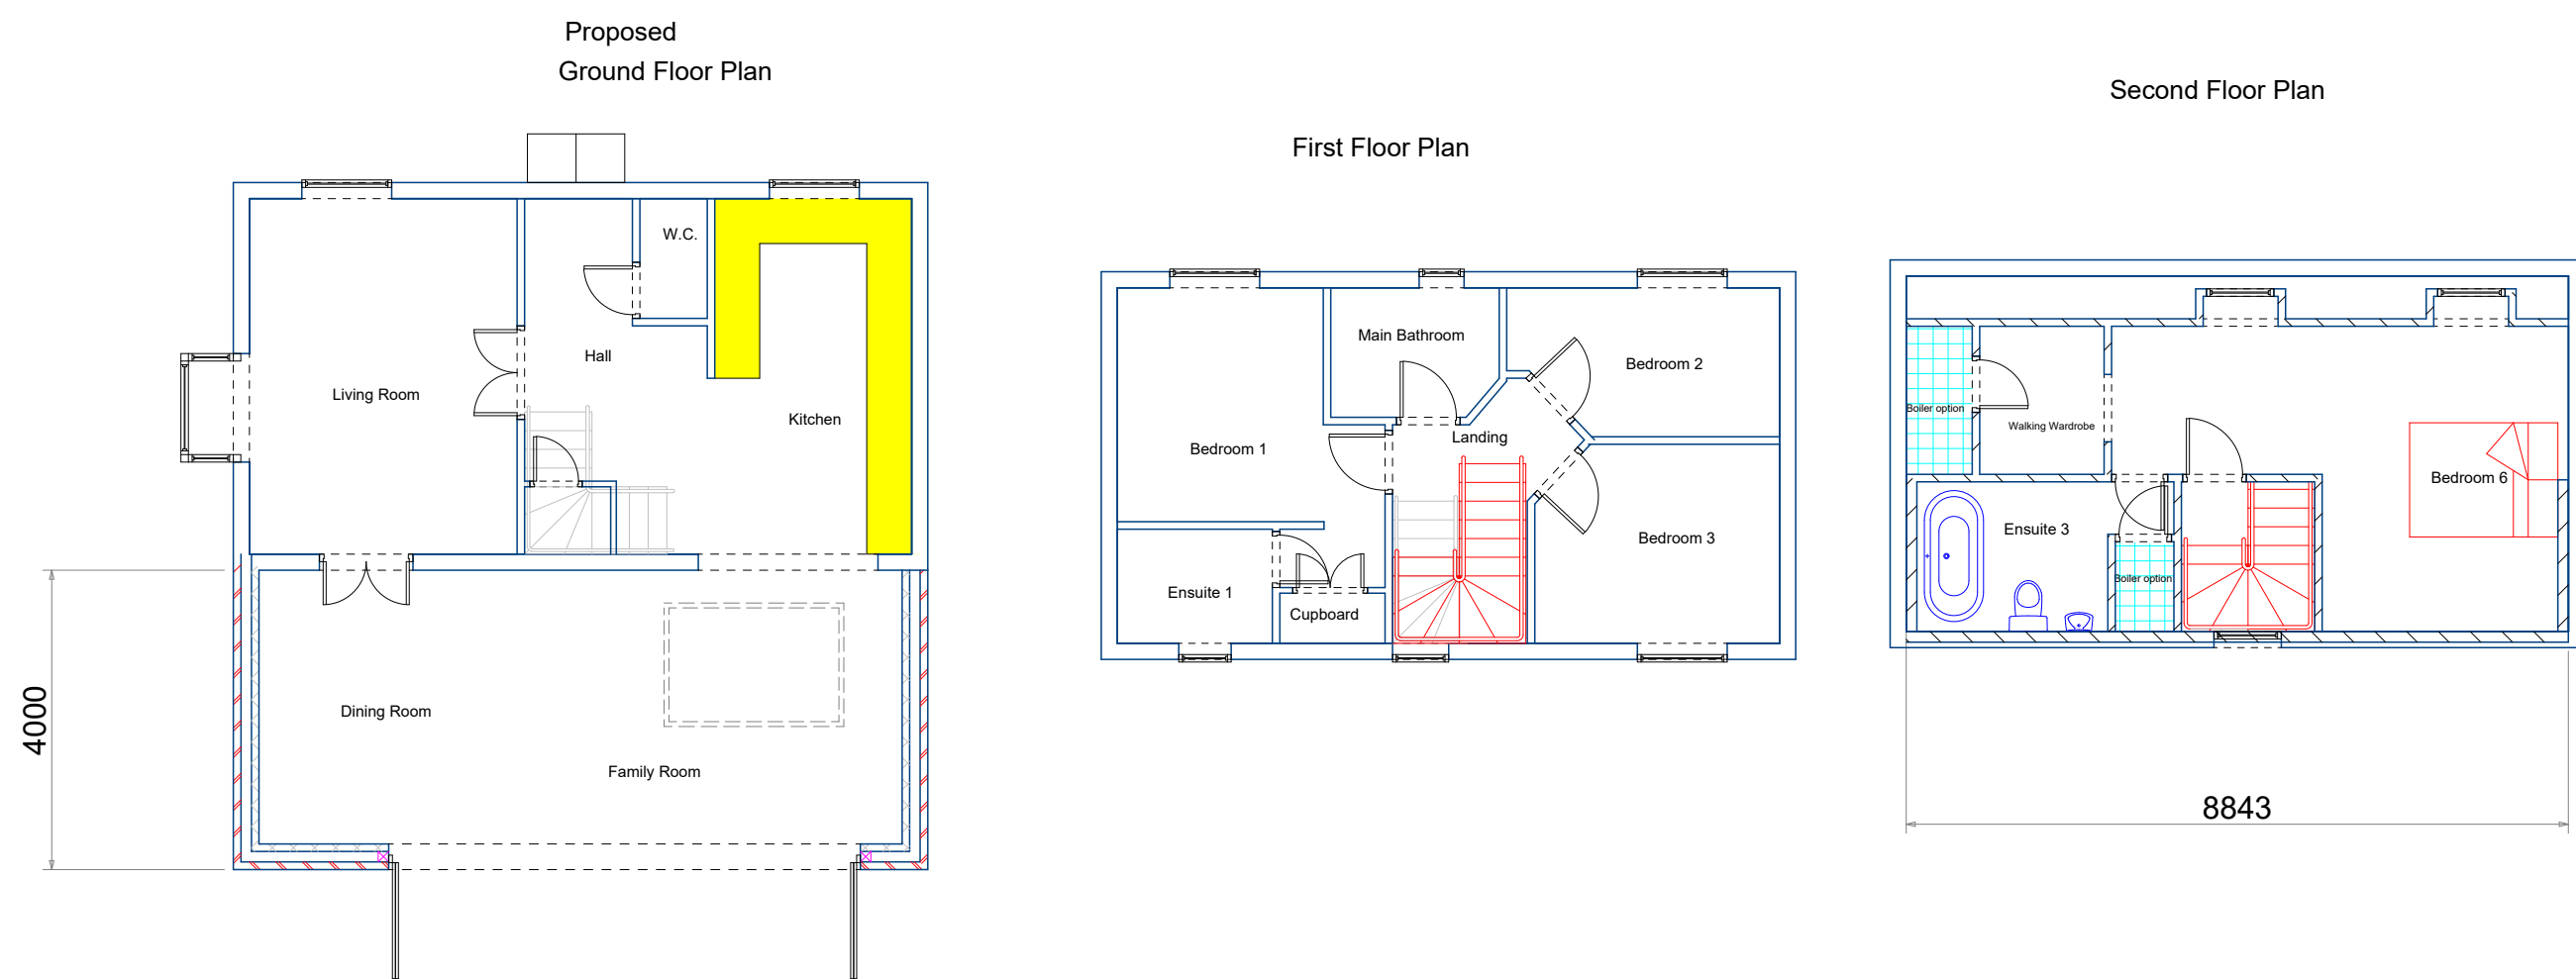 Proposed
Ground Floor Plan
W.C.
Hall
Living Room
Kitchen
Dining Room
Family Room
4000
First Floor Plan
Main Bathroom
Bedroom 2
Landing
Bedroom 1
Bedroom 3
Ensuite 1
Cupboard
Second Floor Plan
Boiler option
Walking Wardrobe
Bedroom 6
Ensuite 3
Boiler option
8843